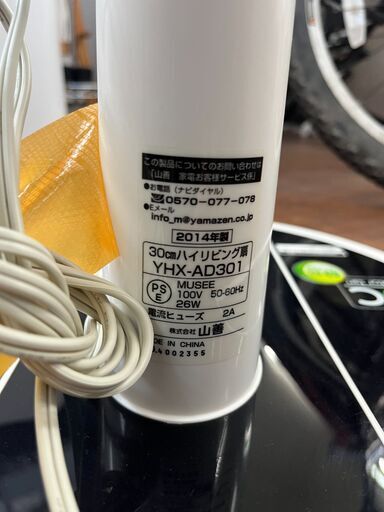 この製品についてのお問い合わせは
「山善 家電お客様サービス係」
●お電話（ナビダイヤル）
0570-077-078
●Eメール
info_m@yamazen.co.jp
2014年製
30cmハイリビング扇
YHX-AD301
PS
E
MUSEE
100V 50-60Hz
26W
電流ヒューズ 2A
株式会社 山善
MADE IN CHINA
4002355